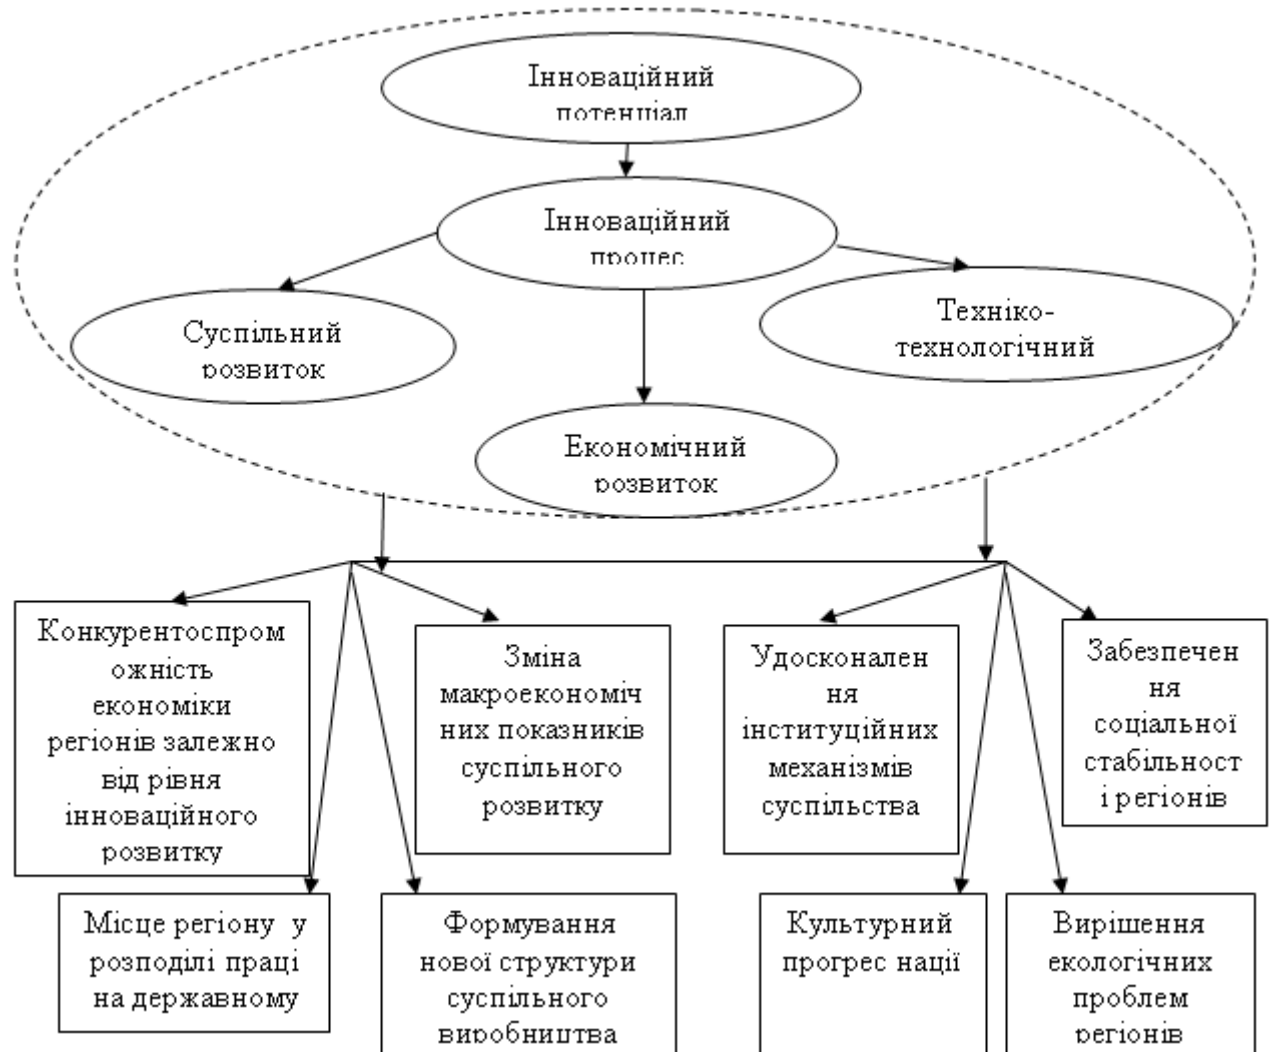 Інноваційний
потенціал
Інноваційний
процес
Суспільний
розвиток
Техніко-
технологічний
Економічний
розвиток
Конкурентоспром
ожність
економіки
регіонів залежно
від рівня
інноваційного
розвитку
Зміна
макроекономіч
них показників
суспільного
розвитку
Удосконален
ня
інституційних
механізмів
суспільства
Забезпечен
ня
соціальної
стабільност
і регіонів
Місце регіону у
розподілі праці
на державному
Формування
нової структури
суспільного
виробництва
Культурний
прогрес нації
Вирішення
екологічних
проблем
регіонів